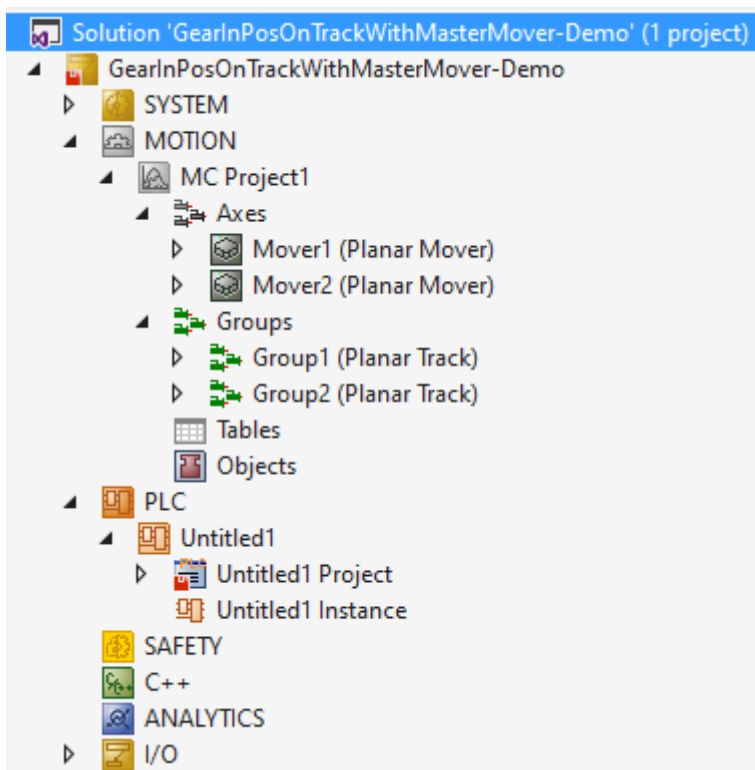 Solution 'GearInPosOnTrackWithMasterMover-Demo' (1 project)
GearInPosOnTrackWithMasterMover-Demo
SYSTEM
MOTION
MC Project1
Axes
Mover1 (Planar Mover)
Mover2 (Planar Mover)
Groups
Group1 (Planar Track)
Group2 (Planar Track)
Tables
Objects
PLC
Untitled1
Untitled1 Project
Untitled1 Instance
SAFETY
C++
ANALYTICS
I/O